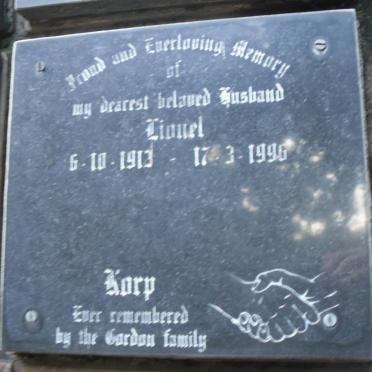 Proud and Everloving Memory
of
my dearest beloved Husband
Lionel
6-10-1913 - 17-3-1996
Korp
Ever remembered
by the Gordon family